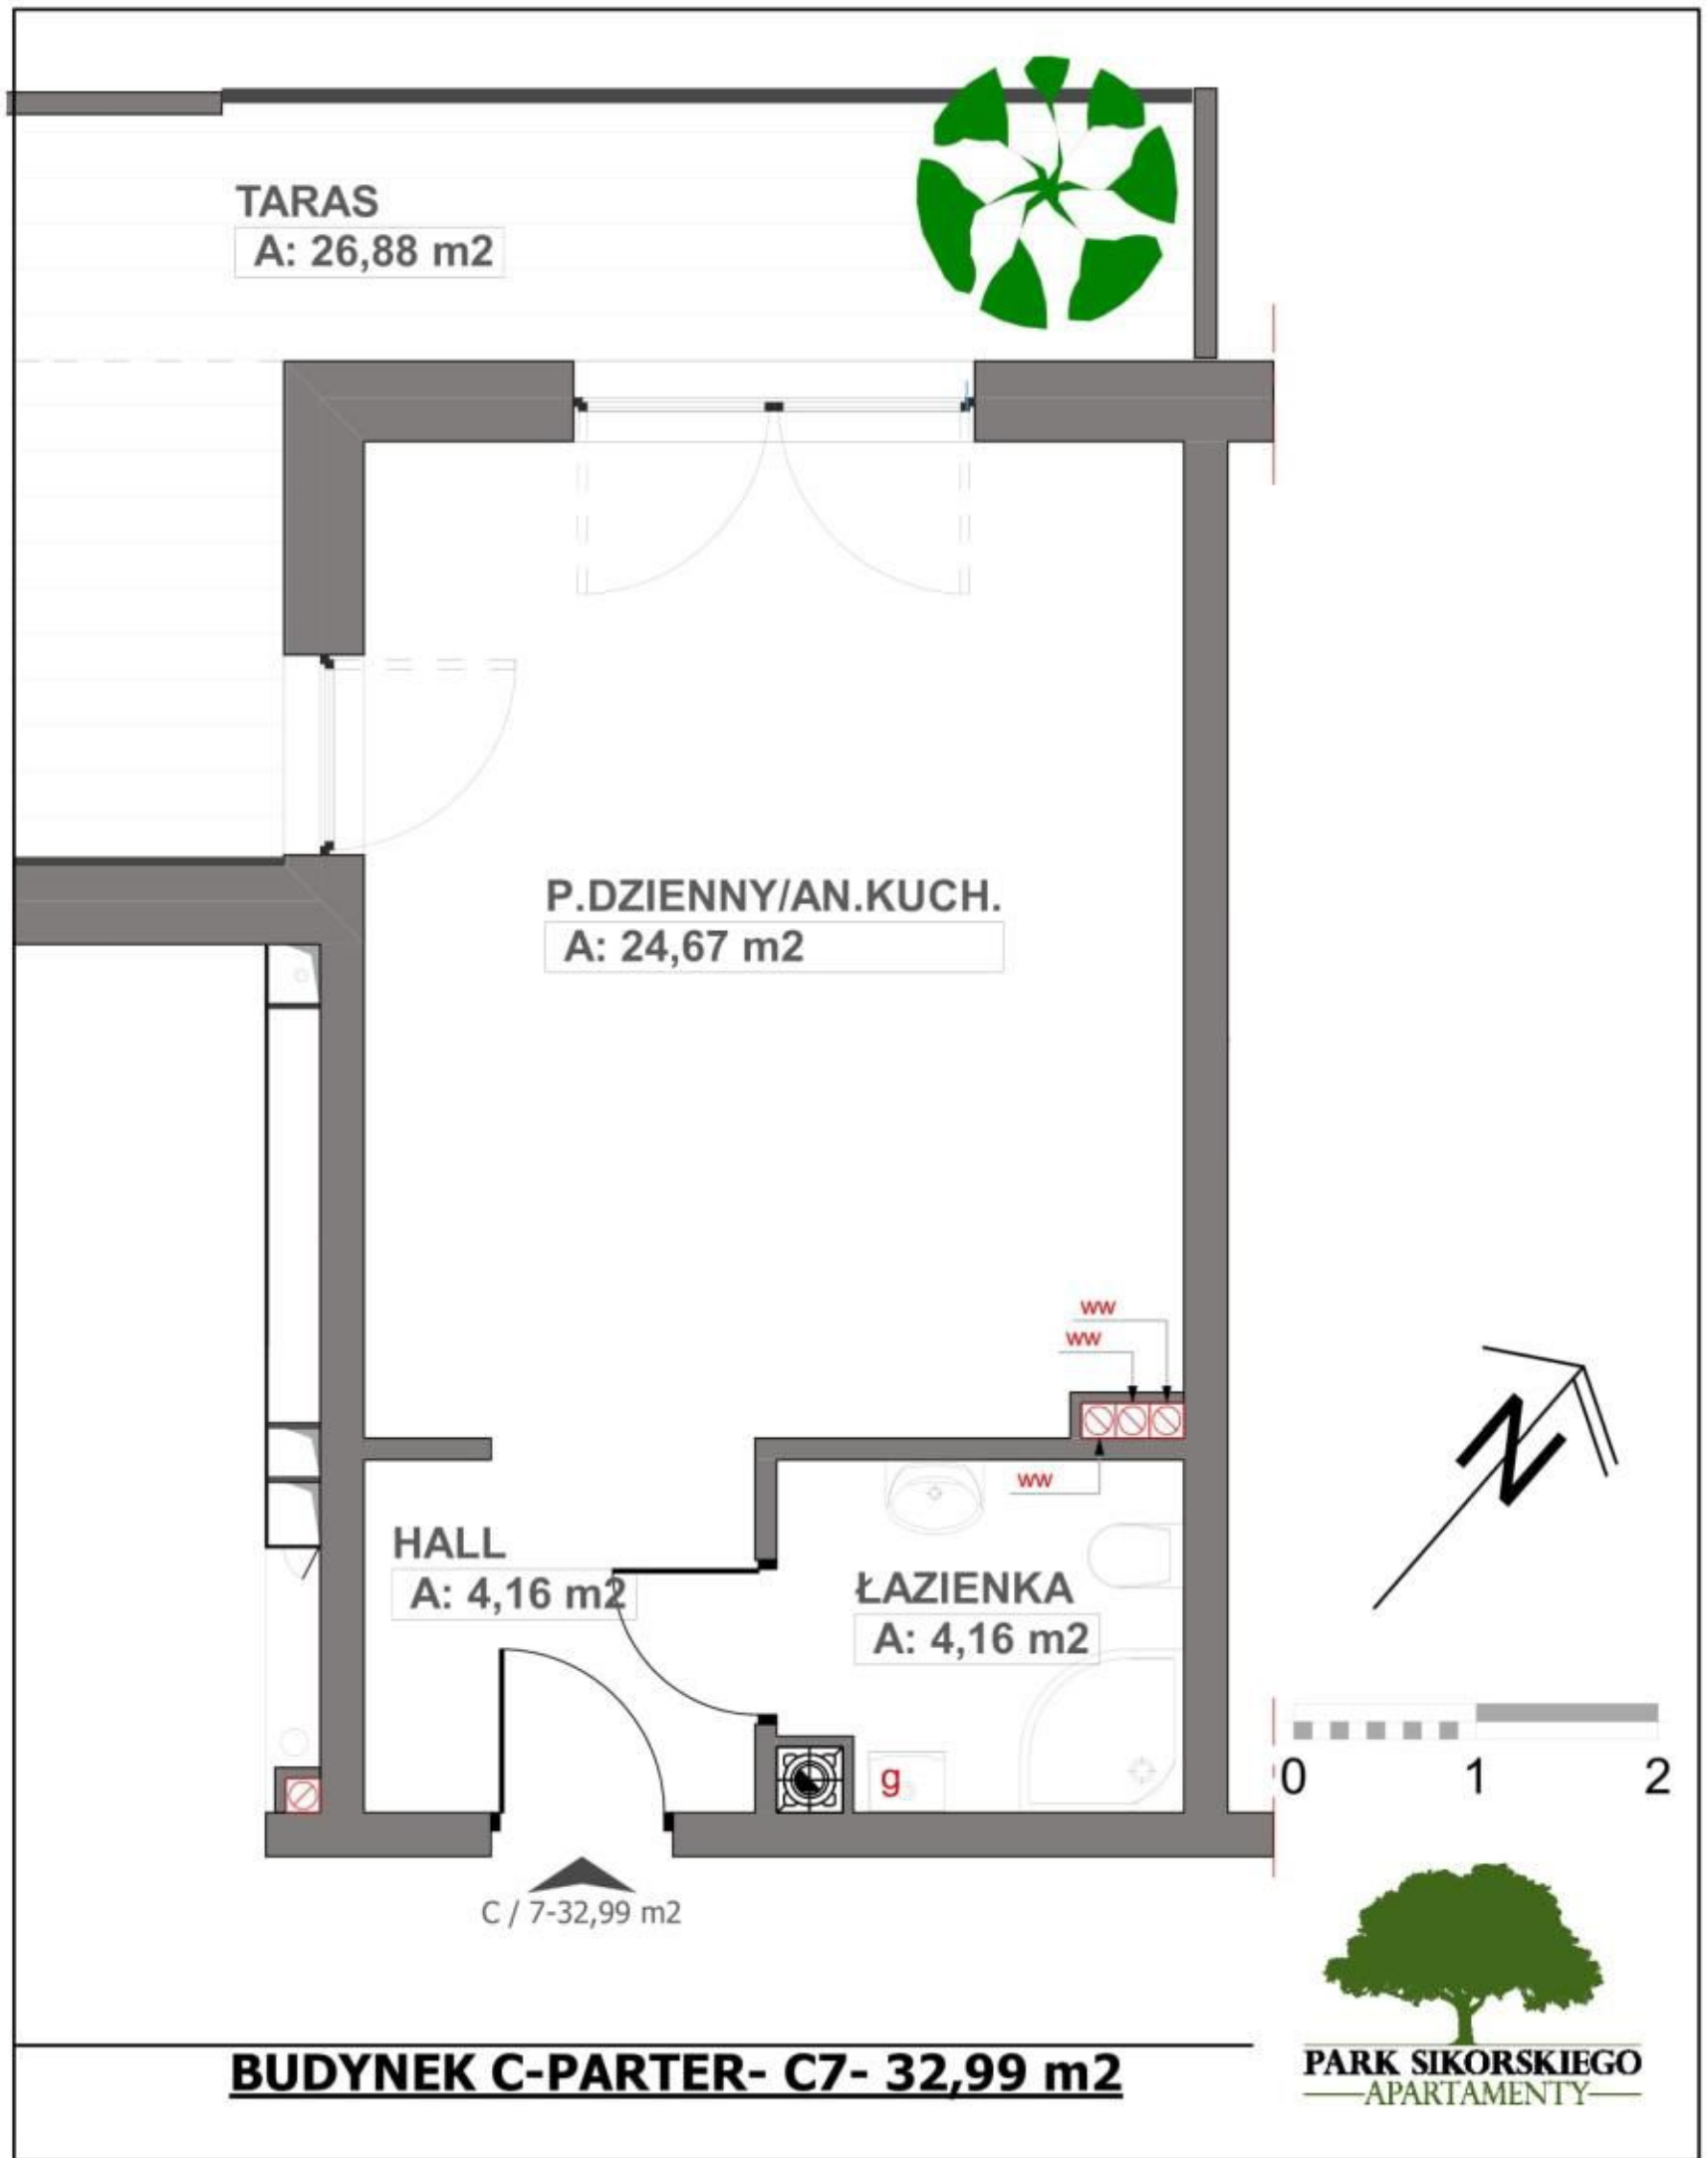 TARAS
A: 26,88 m2
P.DZIENNY/AN.KUCH.
A: 24,67 m2
ww
ww
ww
HALL
A: 4,16 m2
ŁAZIENKA
A: 4,16 m2
g
N
0 1 2
C / 7-32,99 m2
BUDYNEK C-PARTER- C7- 32,99 m2
PARK SIKORSKIEGO
APARTAMENTY